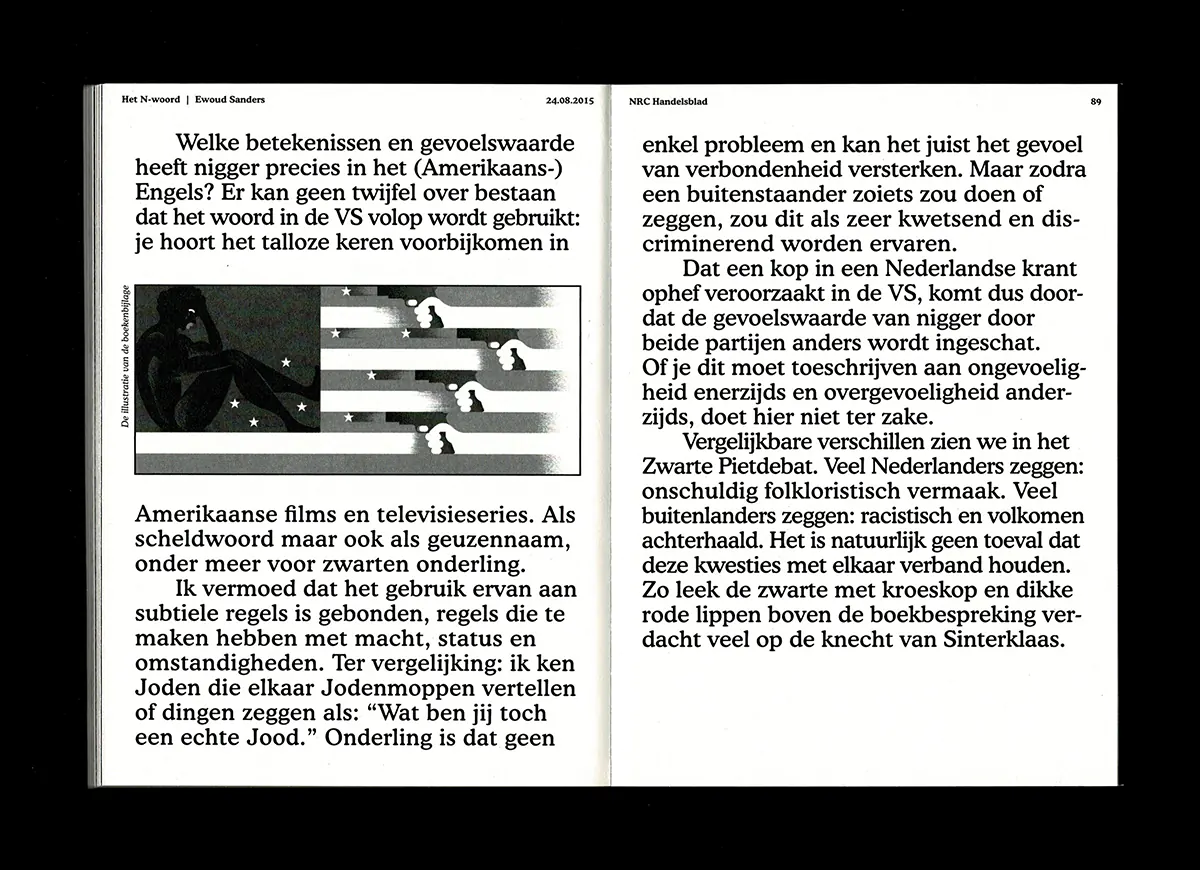 Het N-woord | Ewoud Sanders
24.08.2015
Welke betekenissen en gevoelswaarde
heeft nigger precies in het (Amerikaans-)
Engels? Er kan geen twijfel over bestaan
dat het woord in de VS volop wordt gebruikt:
je hoort het talloze keren voorbijkomen in
De illustratie van de boekenbijlage
Amerikaanse films en televisieseries. Als
scheldwoord maar ook als geuzennaam,
onder meer voor zwarten onderling.
Ik vermoed dat het gebruik ervan aan
subtiele regels is gebonden, regels die te
maken hebben met macht, status en
omstandigheden. Ter vergelijking: ik ken
Joden die elkaar Jodenmoppen vertellen
of dingen zeggen als: “Wat ben jij toch
een echte Jood.” Onderling is dat geen
NRC Handelsblad
89
enkel probleem en kan het juist het gevoel
van verbondenheid versterken. Maar zodra
een buitenstaander zoiets zou doen of
zeggen, zou dit als zeer kwetsend en dis-
criminerend worden ervaren.
Dat een kop in een Nederlandse krant
ophef veroorzaakt in de VS, komt dus door-
dat de gevoelswaarde van nigger door
beide partijen anders wordt ingeschat.
Of je dit moet toeschrijven aan ongevoelig-
heid enerzijds en overgevoeligheid ander-
zijds, doet hier niet ter zake.
Vergelijkbare verschillen zien we in het
Zwarte Pietdebat. Veel Nederlanders zeggen:
onschuldig folkloristisch vermaak. Veel
buitenlanders zeggen: racistisch en volkomen
achterhaald. Het is natuurlijk geen toeval dat
deze kwesties met elkaar verband houden.
Zo leek de zwarte met kroeskop en dikke
rode lippen boven de boekbespreking ver-
dacht veel op de knecht van Sinterklaas.